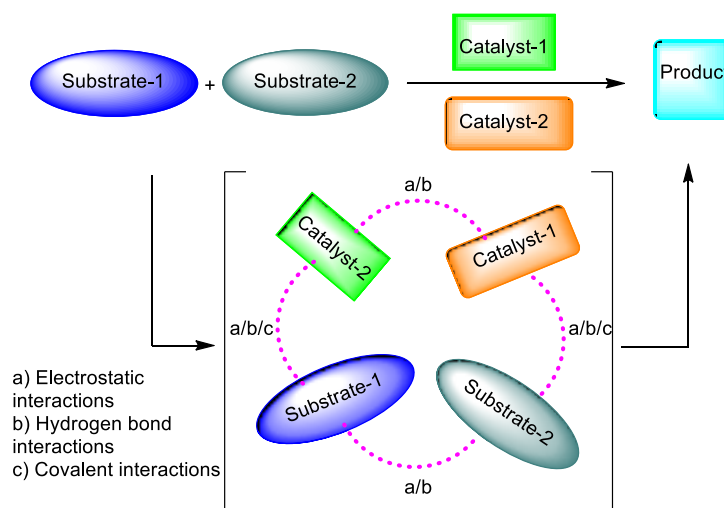 Catalyst-1
Substrate-1
+
Substrate-2
Product
Catalyst-2
a/b
Catalyst-2
Catalyst-1
a/b/c
a/b/c
a) Electrostatic
interactions
b) Hydrogen bond
interactions
c) Covalent interactions
Substrate-1
Substrate-2
a/b